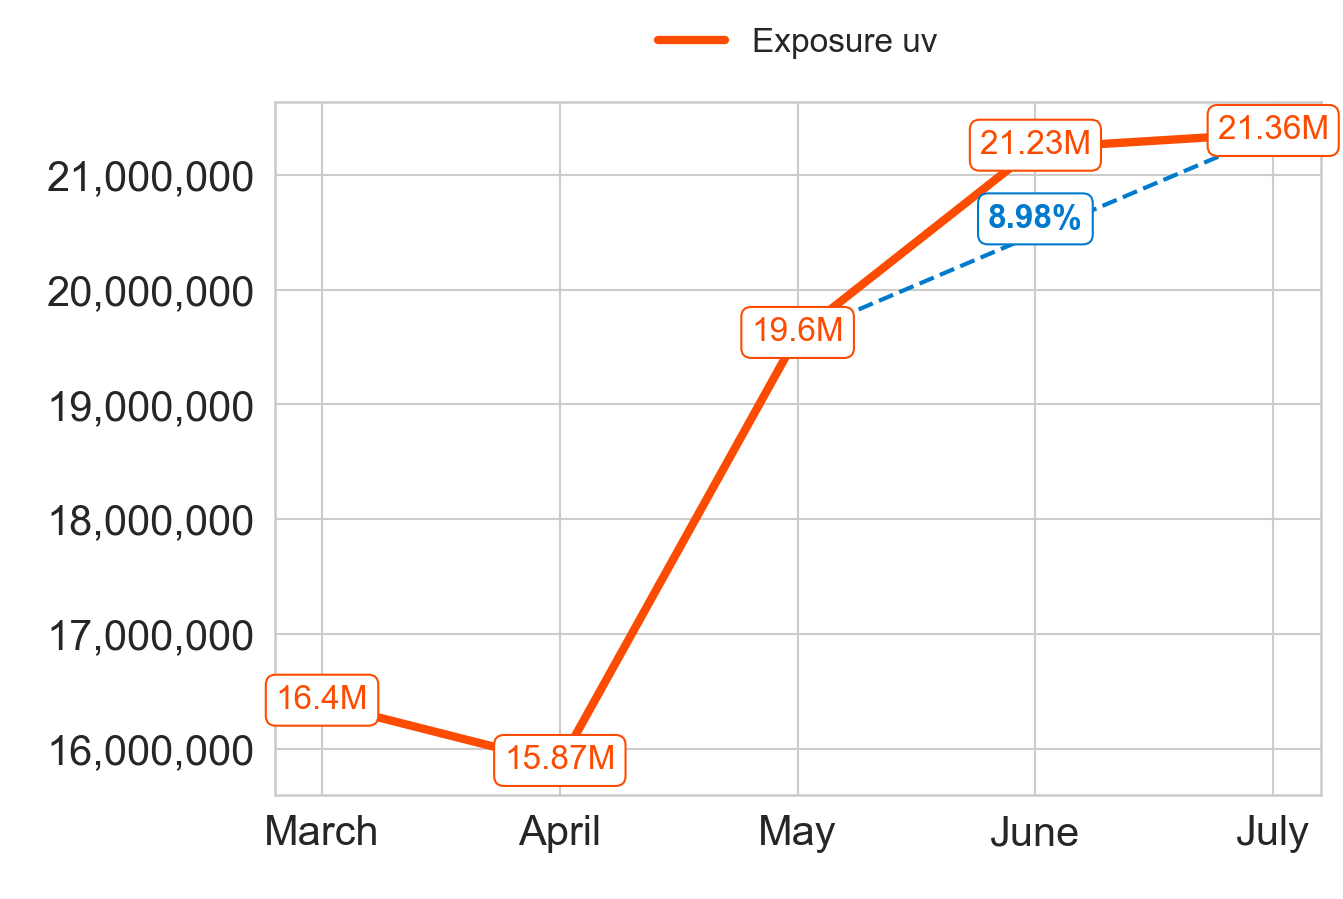 Exposure uv
21,000,000
20,000,000
19,000,000
18,000,000
17,000,000
16,000,000
16.4M
15.87M
19.6M
21.23M
21.36M
8.98%
March April May June July